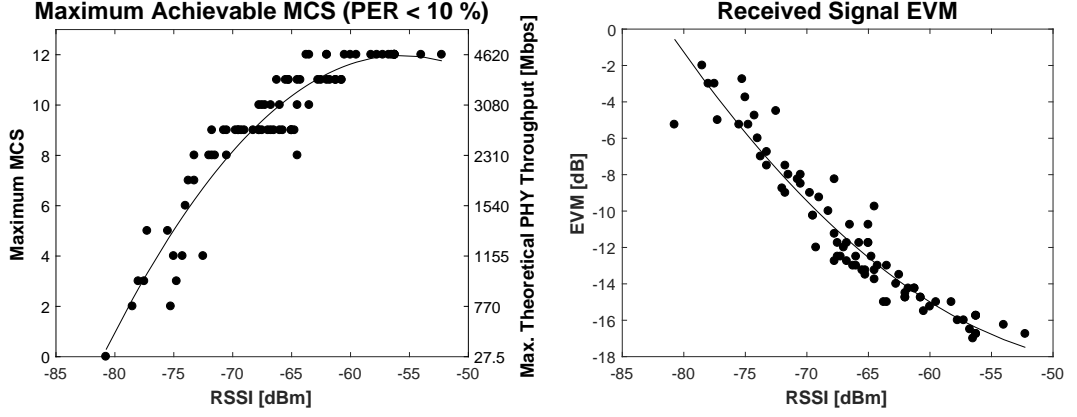 Maximum Achievable MCS (PER < 10 %)
Maximum MCS
12
10
8
6
4
2
0
4620
3080
2310
1540
1155
770
27.5
Max. Theoretical PHY Throughput [Mbps]
-85 -80 -75 -70 -65 -60 -55 -50
RSSI [dBm]
Received Signal EVM
EVM [dB]
0
-2
-4
-6
-8
-10
-12
-14
-16
-18
-85 -80 -75 -70 -65 -60 -55 -50
RSSI [dBm]